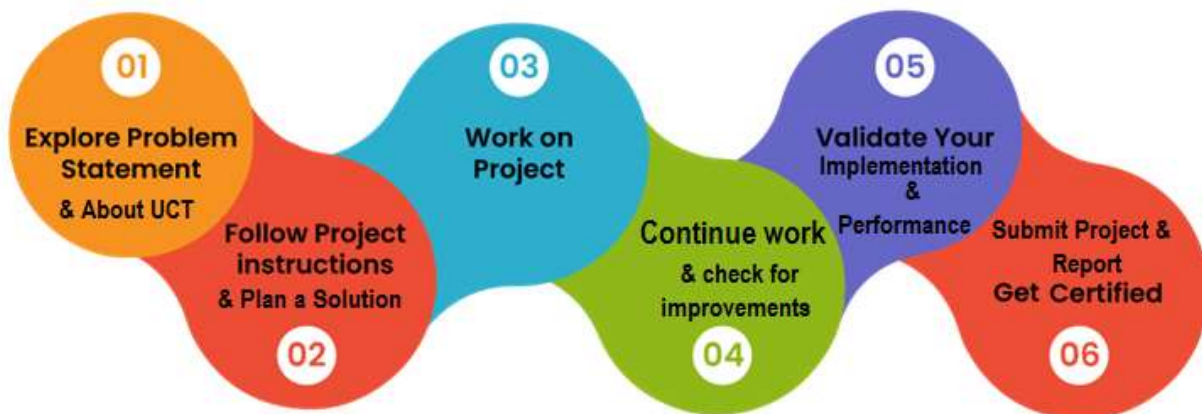 01
Explore Problem
Statement
& About UCT
Follow Project
instructions
& Plan a Solution
02
03
Work on
Project
Continue work
& check for
improvements
04
05
Validate Your
Implementation
&
Performance
Submit Project &
Report
Get Certified
06